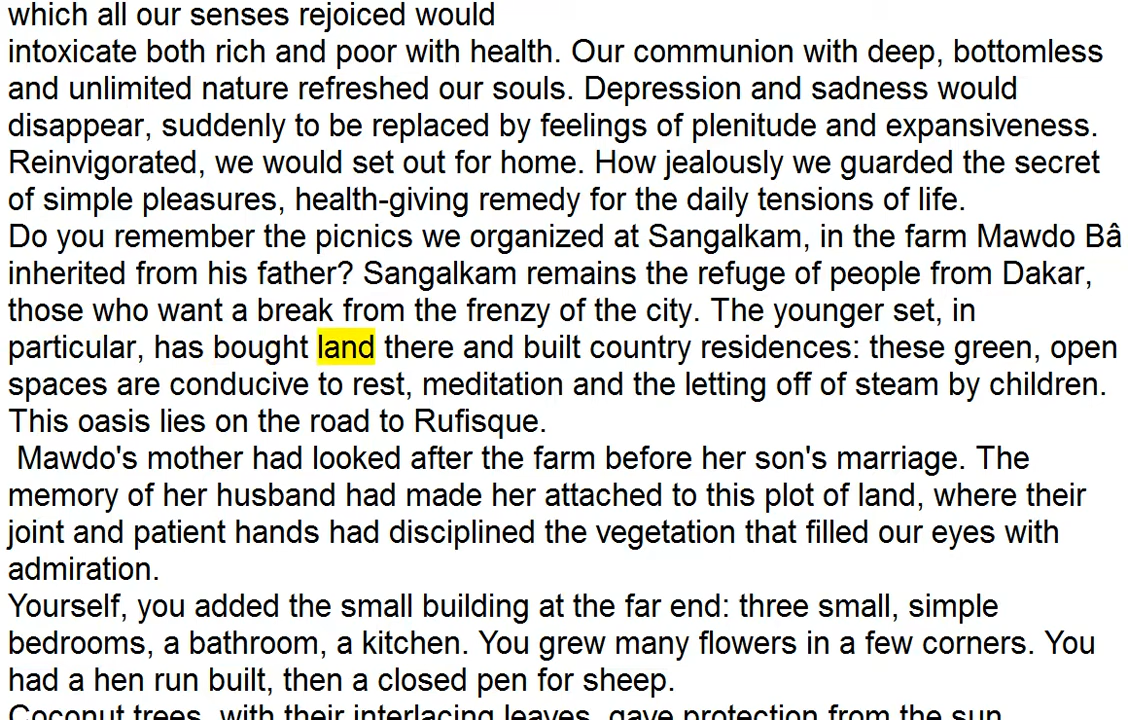 which all our senses rejoiced would
intoxicate both rich and poor with health. Our communion with deep, bottomless
and unlimited nature refreshed our souls. Depression and sadness would
disappear, suddenly to be replaced by feelings of plenitude and expansiveness.
Reinvigorated, we would set out for home. How jealously we guarded the secret
of simple pleasures, health-giving remedy for the daily tensions of life.
Do you remember the picnics we organized at Sangalkam, in the farm Mawdo Bâ
inherited from his father? Sangalkam remains the refuge of people from Dakar,
those who want a break from the frenzy of the city. The younger set, in
particular, has bought land there and built country residences: these green, open
spaces are conducive to rest, meditation and the letting off of steam by children.
This oasis lies on the road to Rufisque.
Mawdo's mother had looked after the farm before her son's marriage. The
memory of her husband had made her attached to this plot of land, where their
joint and patient hands had disciplined the vegetation that filled our eyes with
admiration.
Yourself, you added the small building at the far end: three small, simple
bedrooms, a bathroom, a kitchen. You grew many flowers in a few corners. You
had a hen run built, then a closed pen for sheep.
Coconut trees, with their interlacing leaves, gave protection from the sun.